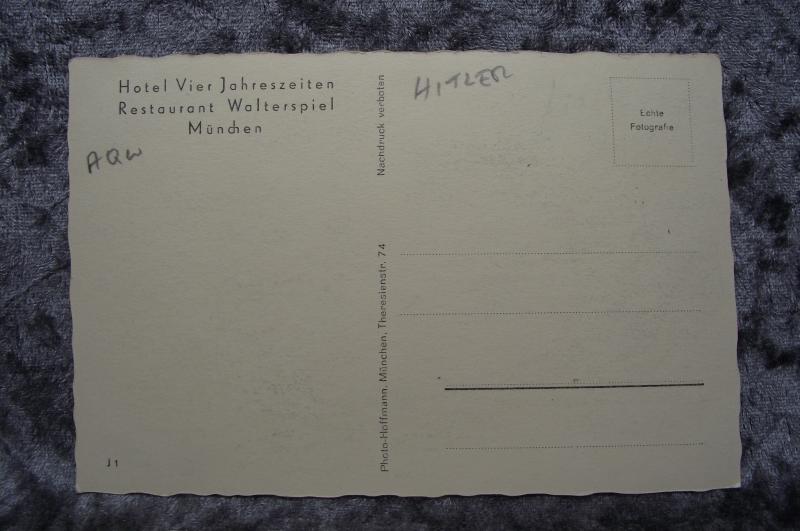 Hotel Vier Jahreszeiten
Restaurant Walterspiel
München
AQW
J 1
Nachdruck verboten
Photo-Hoffmann, München, Theresienstr. 74
HITLER
Echte
Fotografie